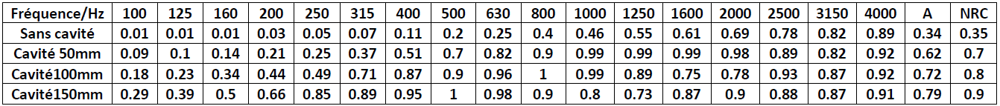 Fréquence/Hz 100 125 160 200 250 315 400 500 630 800 1000 1250 1600 2000 2500 3150 4000 A NRC
Sans cavité 0.01 0.01 0.01 0.03 0.05 0.07 0.11 0.2 0.25 0.4 0.46 0.55 0.61 0.69 0.78 0.82 0.89 0.34 0.35
Cavité 50mm 0.09 0.1 0.14 0.21 0.25 0.37 0.51 0.7 0.82 0.9 0.99 0.99 0.99 0.98 0.89 0.82 0.92 0.62 0.7
Cavité100mm 0.18 0.23 0.34 0.44 0.49 0.71 0.87 0.9 0.96 1 0.99 0.89 0.75 0.78 0.93 0.87 0.92 0.72 0.8
Cavité150mm 0.29 0.39 0.5 0.66 0.85 0.89 0.95 1 0.98 0.9 0.8 0.73 0.87 0.9 0.88 0.87 0.91 0.79 0.9